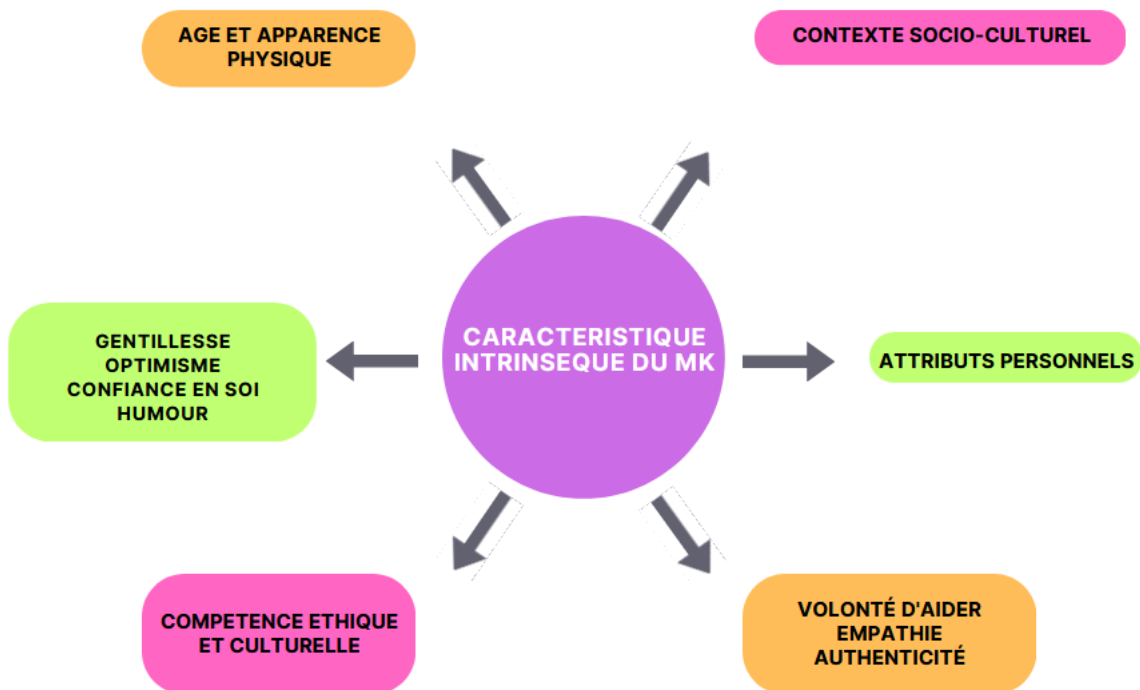 AGE ET APPARENCE
PHYSIQUE
CONTEXTE SOCIO-CULTUREL
GENTILLESSE
OPTIMISME
CONFIANCE EN SOI
HUMOUR
CARACTERISTIQUE
INTRINSEQUE DU MK
ATTRIBUTS PERSONNELS
COMPETENCE ETHIQUE
ET CULTURELLE
VOLONTÉ D'AIDER
EMPATHIE
AUTHENTICITÉ